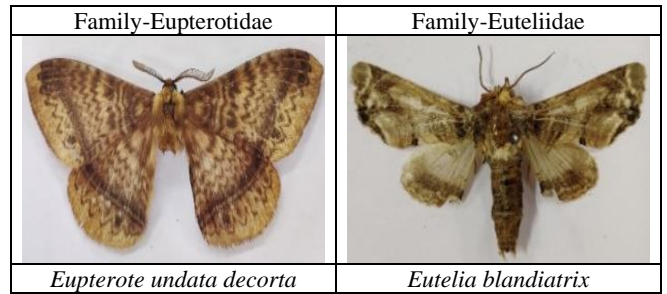 Family-Eupterotidae
Family-Euteliidae
Eupterote undata decorta
Eutelia blandiatrix